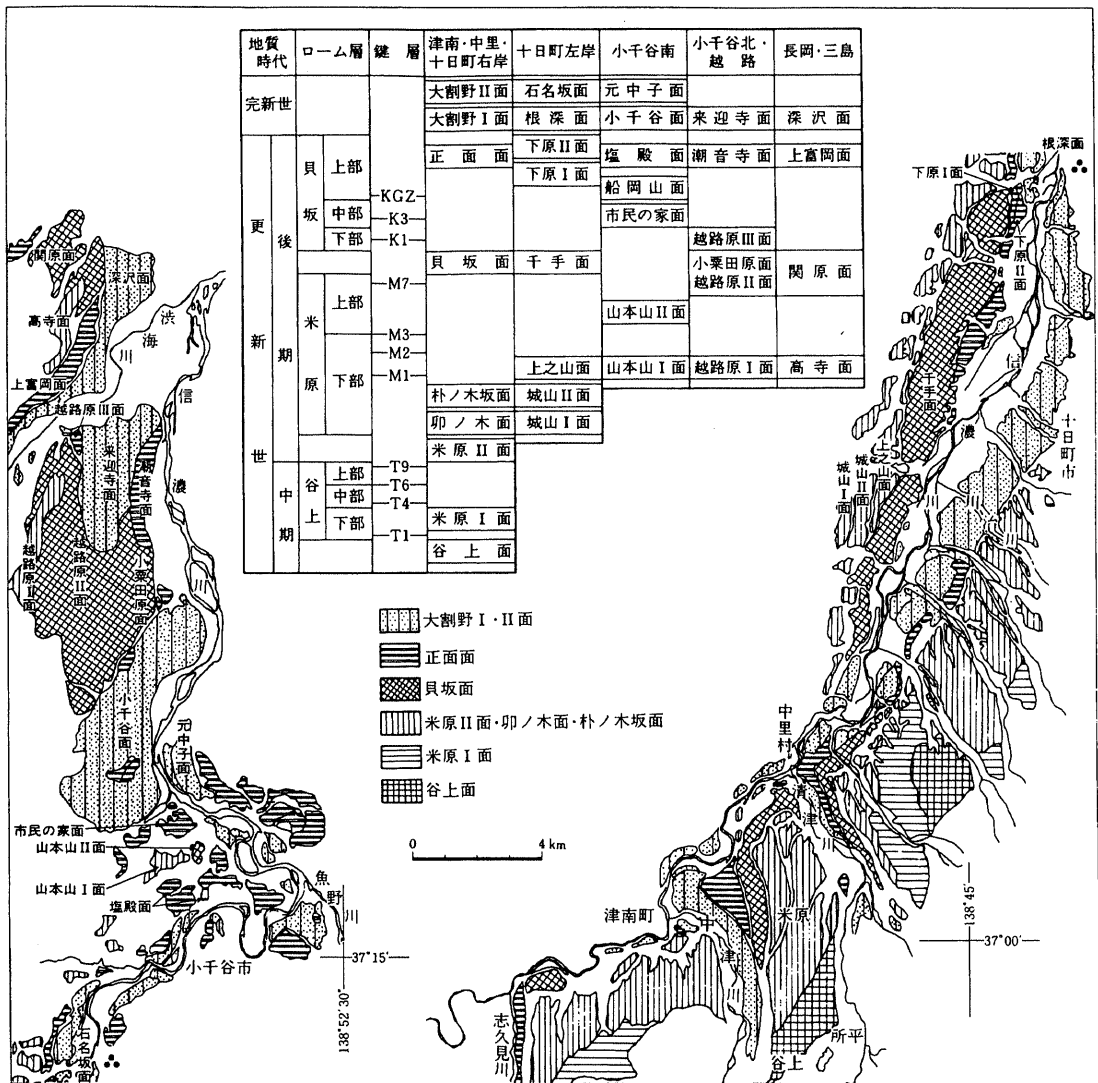 地質時代 ローム層 鍵層 津南・中里・十日町右岸 十日町左岸 小千谷南 小千谷北・越路 長岡・三島
完新世
大割野II面 石名坂面 元中子面
大割野I面 根深面 小千谷面 来迎寺面 深沢面
更新世
後期
中期
貝坂
上部
中部
下部
米原
上部
下部
谷上
上部
中部
下部
KGZ
K3
K1
M7
M3
M2
M1
T9
T6
T4
T1
正面面
貝坂面
朴ノ木坂面
卯ノ木面
米原II面
米原I面
谷上面
下原II面
下原I面
千手面
上之山面
城山II面
城山I面
塩殿面
船岡山面
市民の家面
山本山II面
山本山I面
潮音寺面
越路原III面
小粟田原面
越路原II面
越路原I面
上富岡面
関原面
高寺面
大割野I・II面
正面面
貝坂面
米原II面・卯ノ木面・朴ノ木坂面
米原I面
谷上面
0 4km
関原面
深沢面
高寺面
渋海川
上富岡面
越路原III面
信濃川
来迎寺面
潮音寺面
越路原I面
越路原II面
小粟田原面
小千谷面
元中子面
市民の家面
山本山II面
山本山I面
塩殿面
魚野川
小千谷市
37°15′
138°52′30″
石名坂面
根深面
下原I面
下原II面
千手面
信濃川
十日町市
上之山面
城山II面
城山I面
中里村
清津川
津南町
中津川
米原
138°45′
37°00′
志久見川
谷上
所平